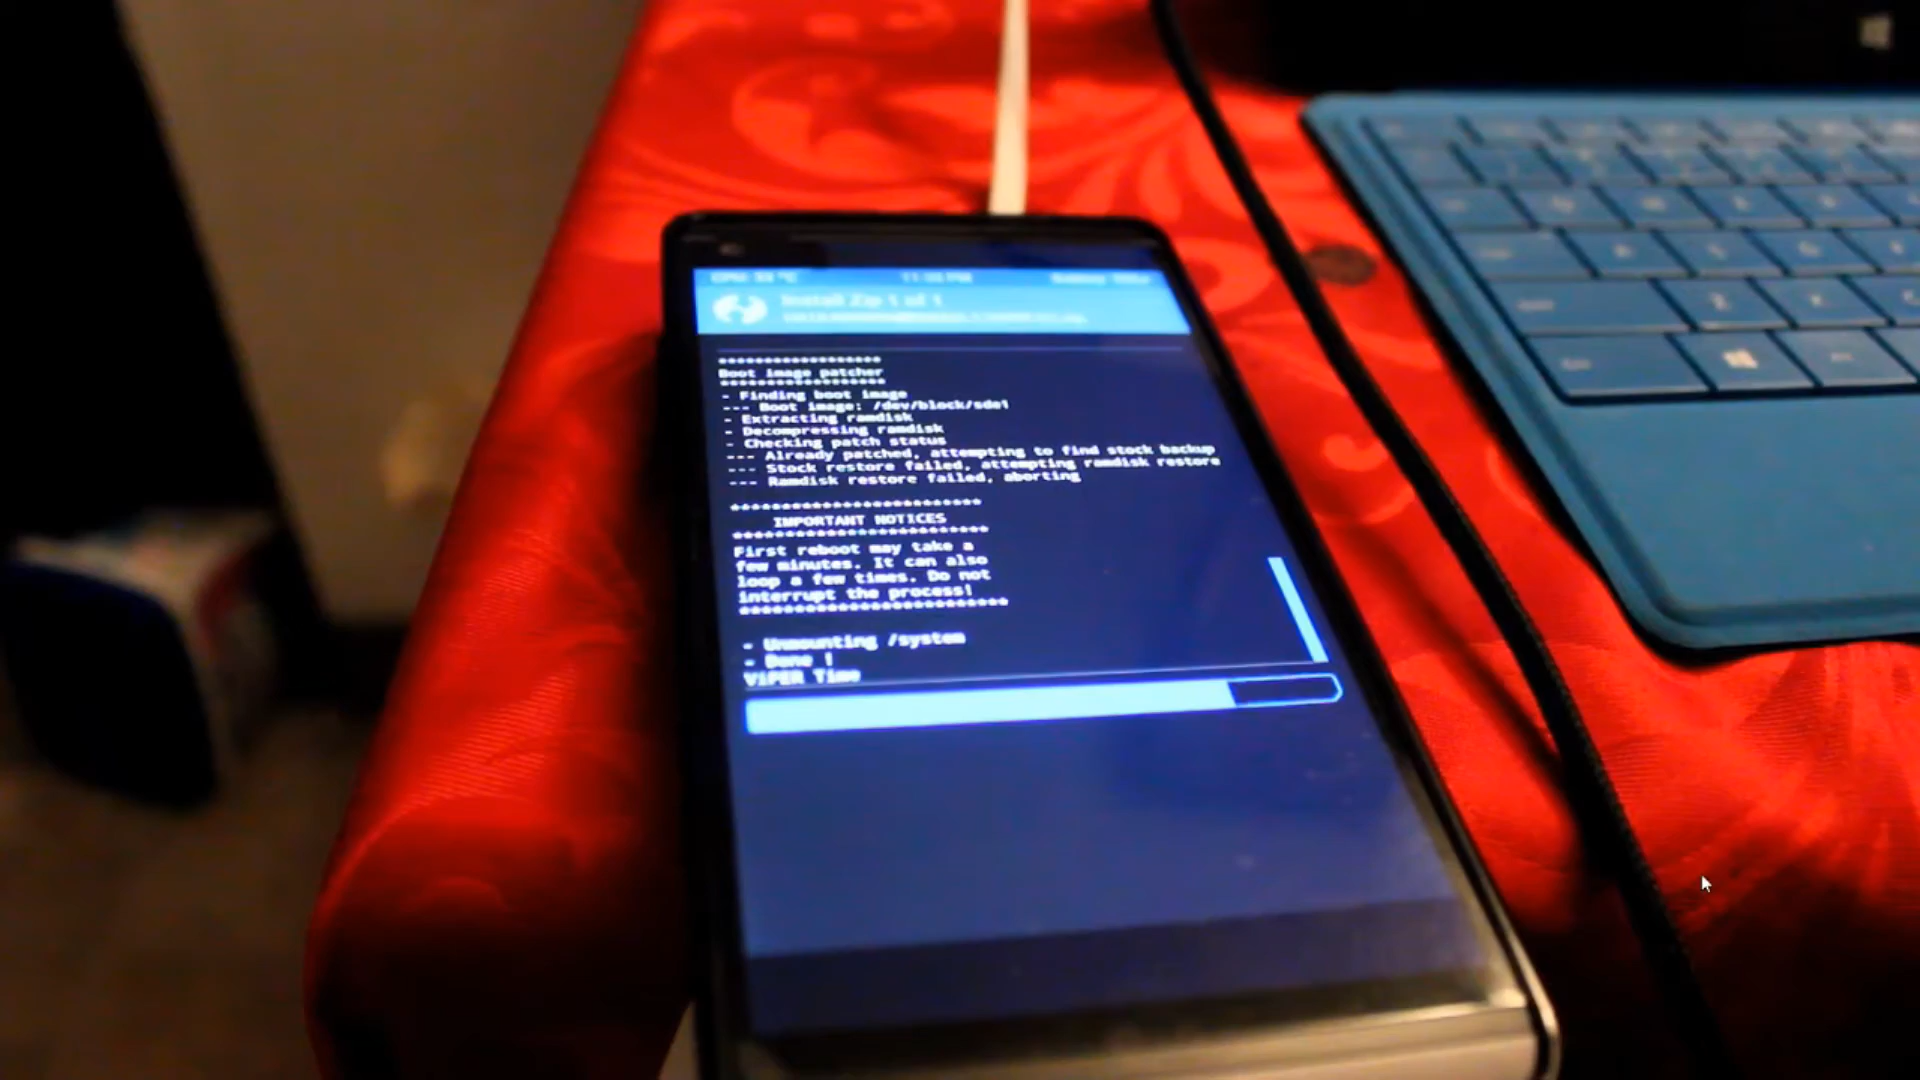 Install Zip 1 of 1
*******************
Boot image patcher
*******************
- Finding boot image
--- Boot image: /dev/block/sde1
- Extracting ramdisk
- Decompressing ramdisk
- Checking patch status
--- Already patched, attempting to find stock backup
--- Stock restore failed, attempting ramdisk restore
--- Ramdisk restore failed, aborting
**************************
IMPORTANT NOTICES
**************************
First reboot may take a
few minutes. It can also
loop a few times. Do not
interrupt the process!
**************************
- Unmounting /system
- Done !
ViPER Time